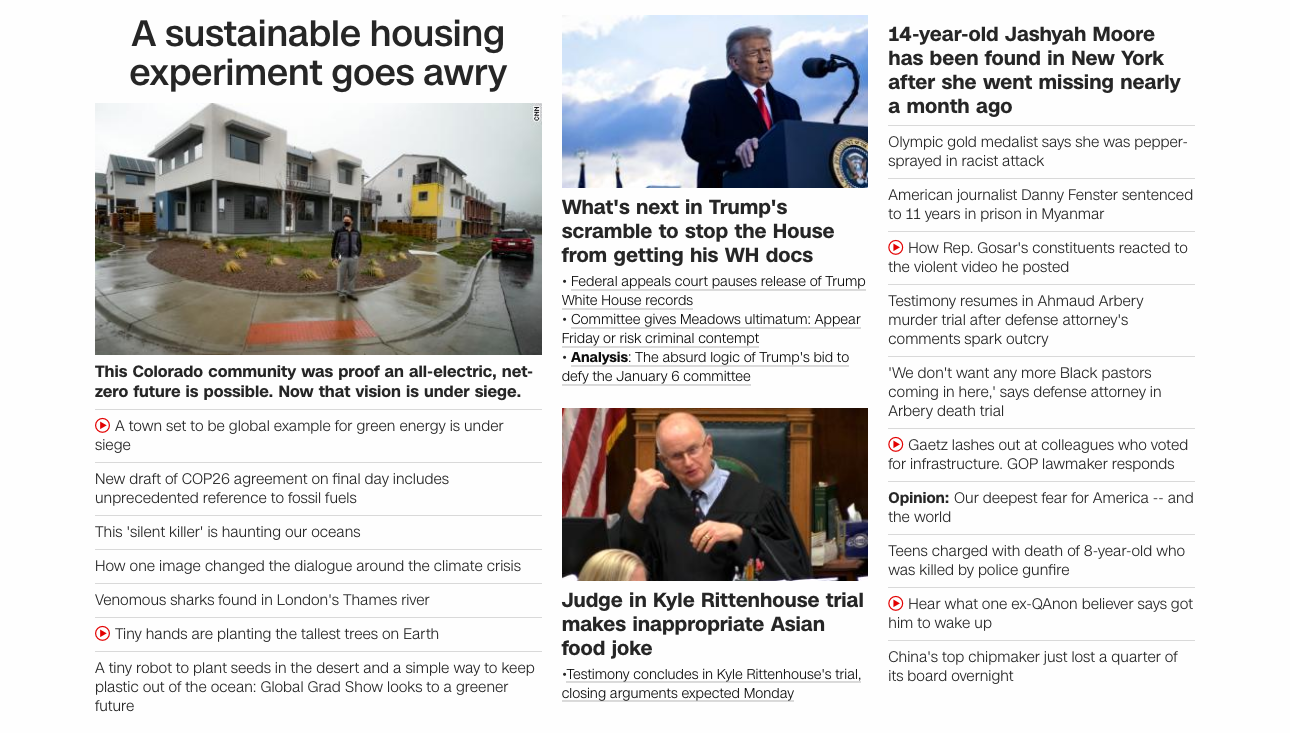 A sustainable housing
experiment goes awry
CNN
This Colorado community was proof an all-electric, net-
zero future is possible. Now that vision is under siege.
A town set to be global example for green energy is under
siege
New draft of COP26 agreement on final day includes
unprecedented reference to fossil fuels
This 'silent killer' is haunting our oceans
How one image changed the dialogue around the climate crisis
Venomous sharks found in London's Thames river
Tiny hands are planting the tallest trees on Earth
A tiny robot to plant seeds in the desert and a simple way to keep
plastic out of the ocean: Global Grad Show looks to a greener
future
What's next in Trump's
scramble to stop the House
from getting his WH docs
• Federal appeals court pauses release of Trump
White House records
• Committee gives Meadows ultimatum: Appear
Friday or risk criminal contempt
• Analysis: The absurd logic of Trump's bid to
defy the January 6 committee
Judge in Kyle Rittenhouse trial
makes inappropriate Asian
food joke
•Testimony concludes in Kyle Rittenhouse's trial,
closing arguments expected Monday
14-year-old Jashyah Moore
has been found in New York
after she went missing nearly
a month ago
Olympic gold medalist says she was pepper-
sprayed in racist attack
American journalist Danny Fenster sentenced
to 11 years in prison in Myanmar
How Rep. Gosar's constituents reacted to
the violent video he posted
Testimony resumes in Ahmaud Arbery
murder trial after defense attorney's
comments spark outcry
'We don't want any more Black pastors
coming in here,' says defense attorney in
Arbery death trial
Gaetz lashes out at colleagues who voted
for infrastructure. GOP lawmaker responds
Opinion: Our deepest fear for America -- and
the world
Teens charged with death of 8-year-old who
was killed by police gunfire
Hear what one ex-QAnon believer says got
him to wake up
China's top chipmaker just lost a quarter of
its board overnight